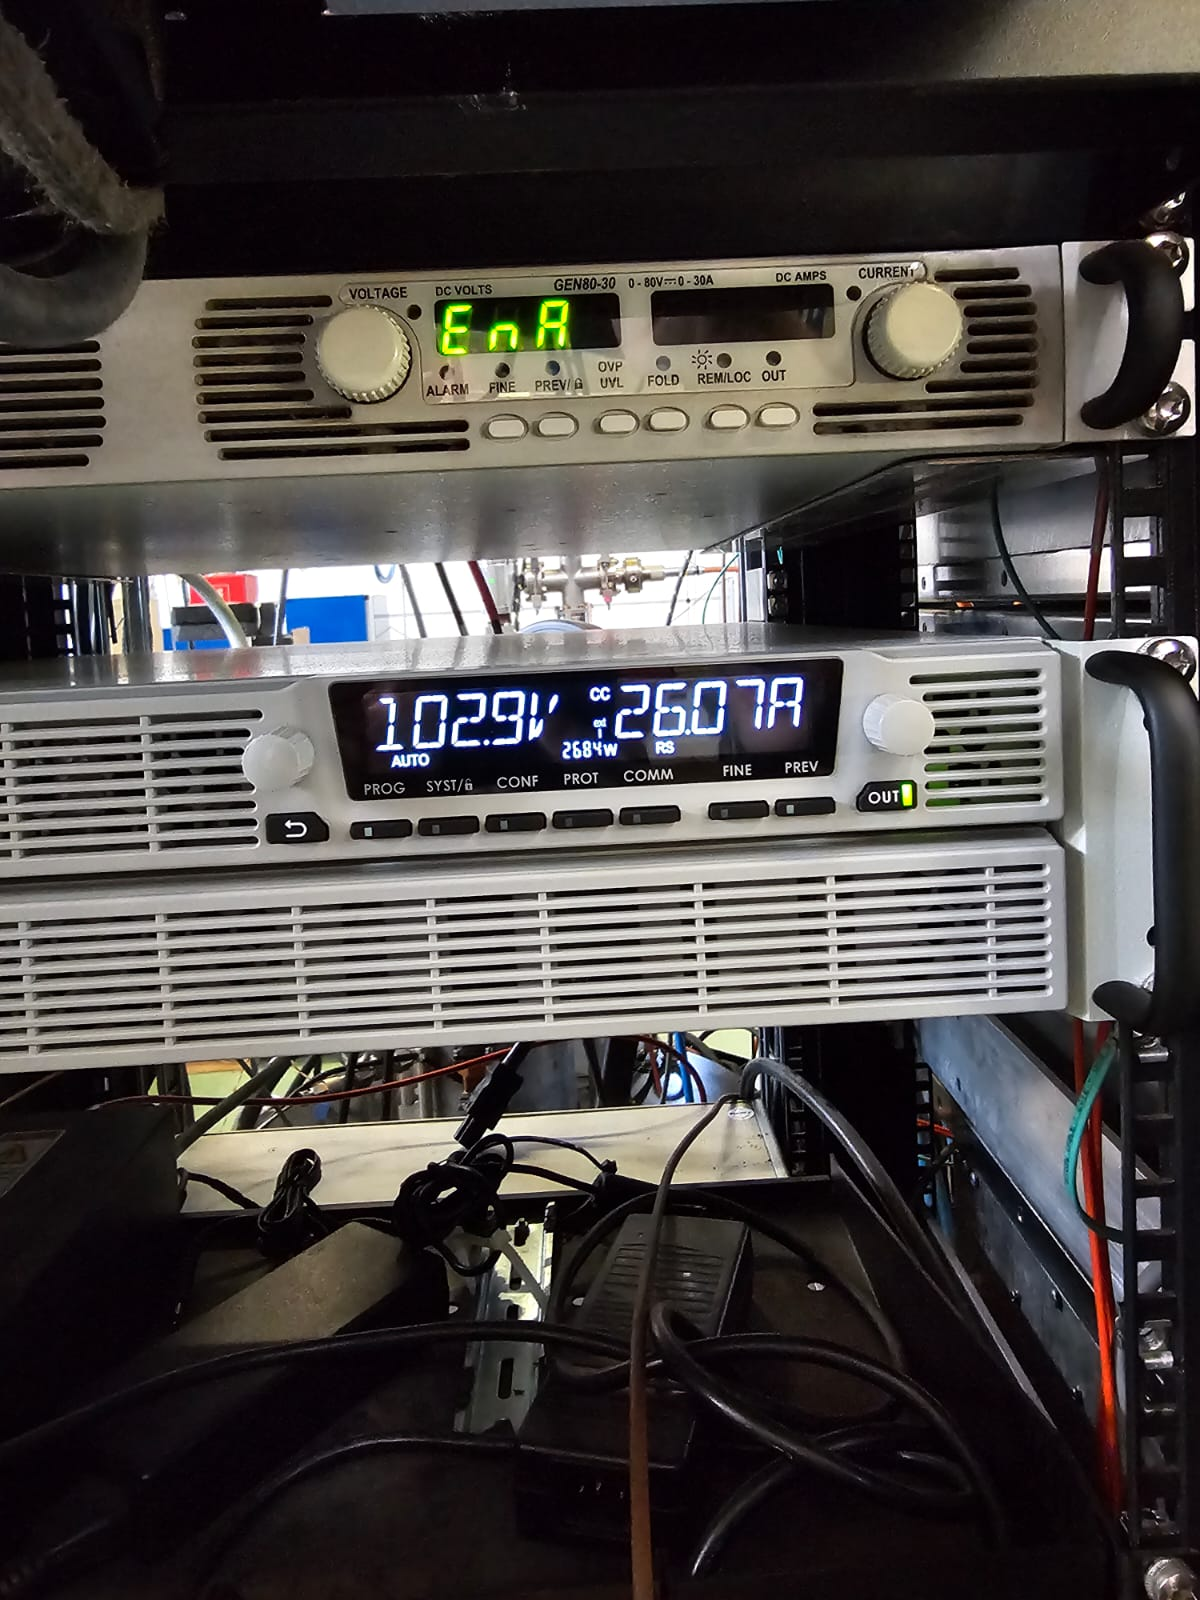 VOLTAGE DC VOLTS GEN80-30 0 - 80V 0 - 30A DC AMPS CURRENT
EnA
ALARM FINE PREV/ OVP UVL FOLD REM/LOC OUT
102.9V CC 26.07A
ext
AUTO 2684W RS
PROG SYST/ CONF PROT COMM FINE PREV
OUT